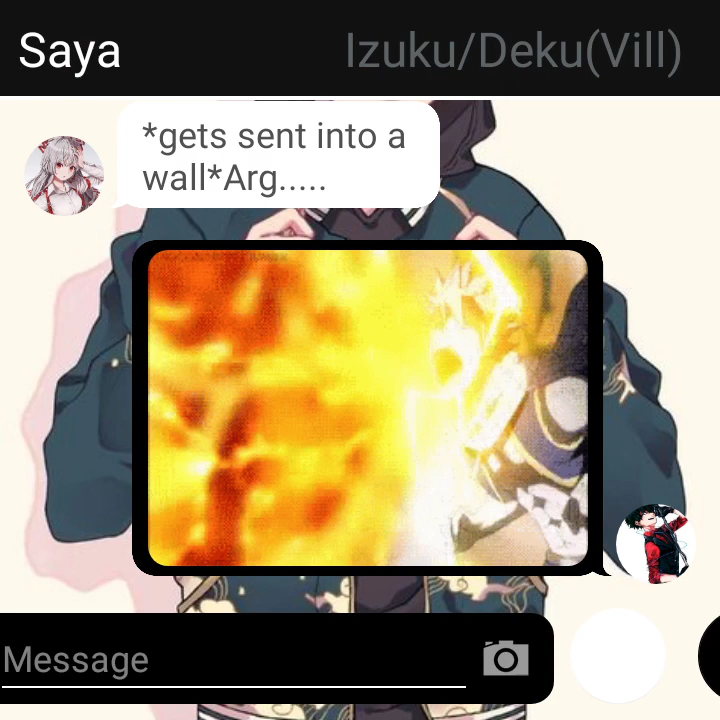 Saya
Izuku/Deku(Vill)
*gets sent into a
wall*Arg.....
Message